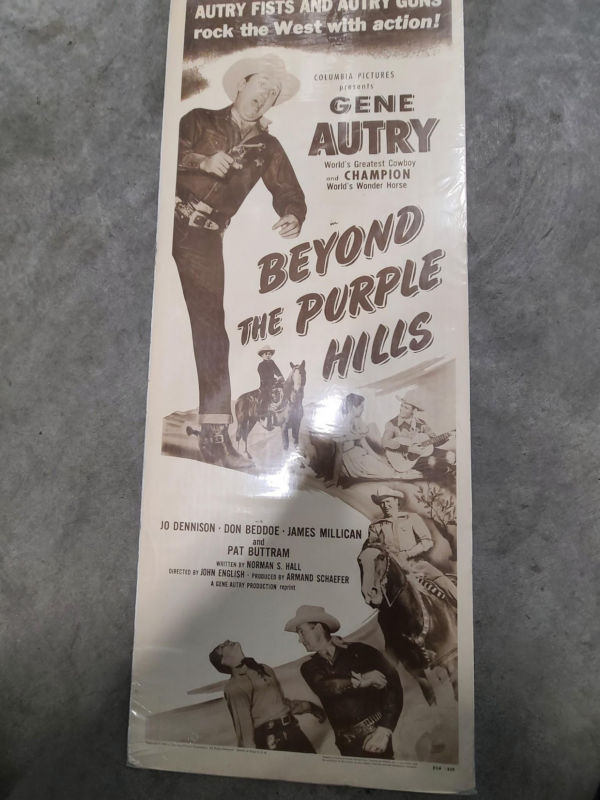 AUTRY FISTS AND AUTRY GUNS
rock the West with action!
COLUMBIA PICTURES
presents
GENE
AUTRY
World's Greatest Cowboy
and CHAMPION
World's Wonder Horse
BEYOND
THE PURPLE
HILLS
with
JO DENNISON · DON BEDDOE · JAMES MILLICAN
and
PAT BUTTRAM
WRITTEN BY NORMAN S. HALL
DIRECTED BY JOHN ENGLISH · PRODUCED BY ARMAND SCHAEFER
A GENE AUTRY PRODUCTION reprint